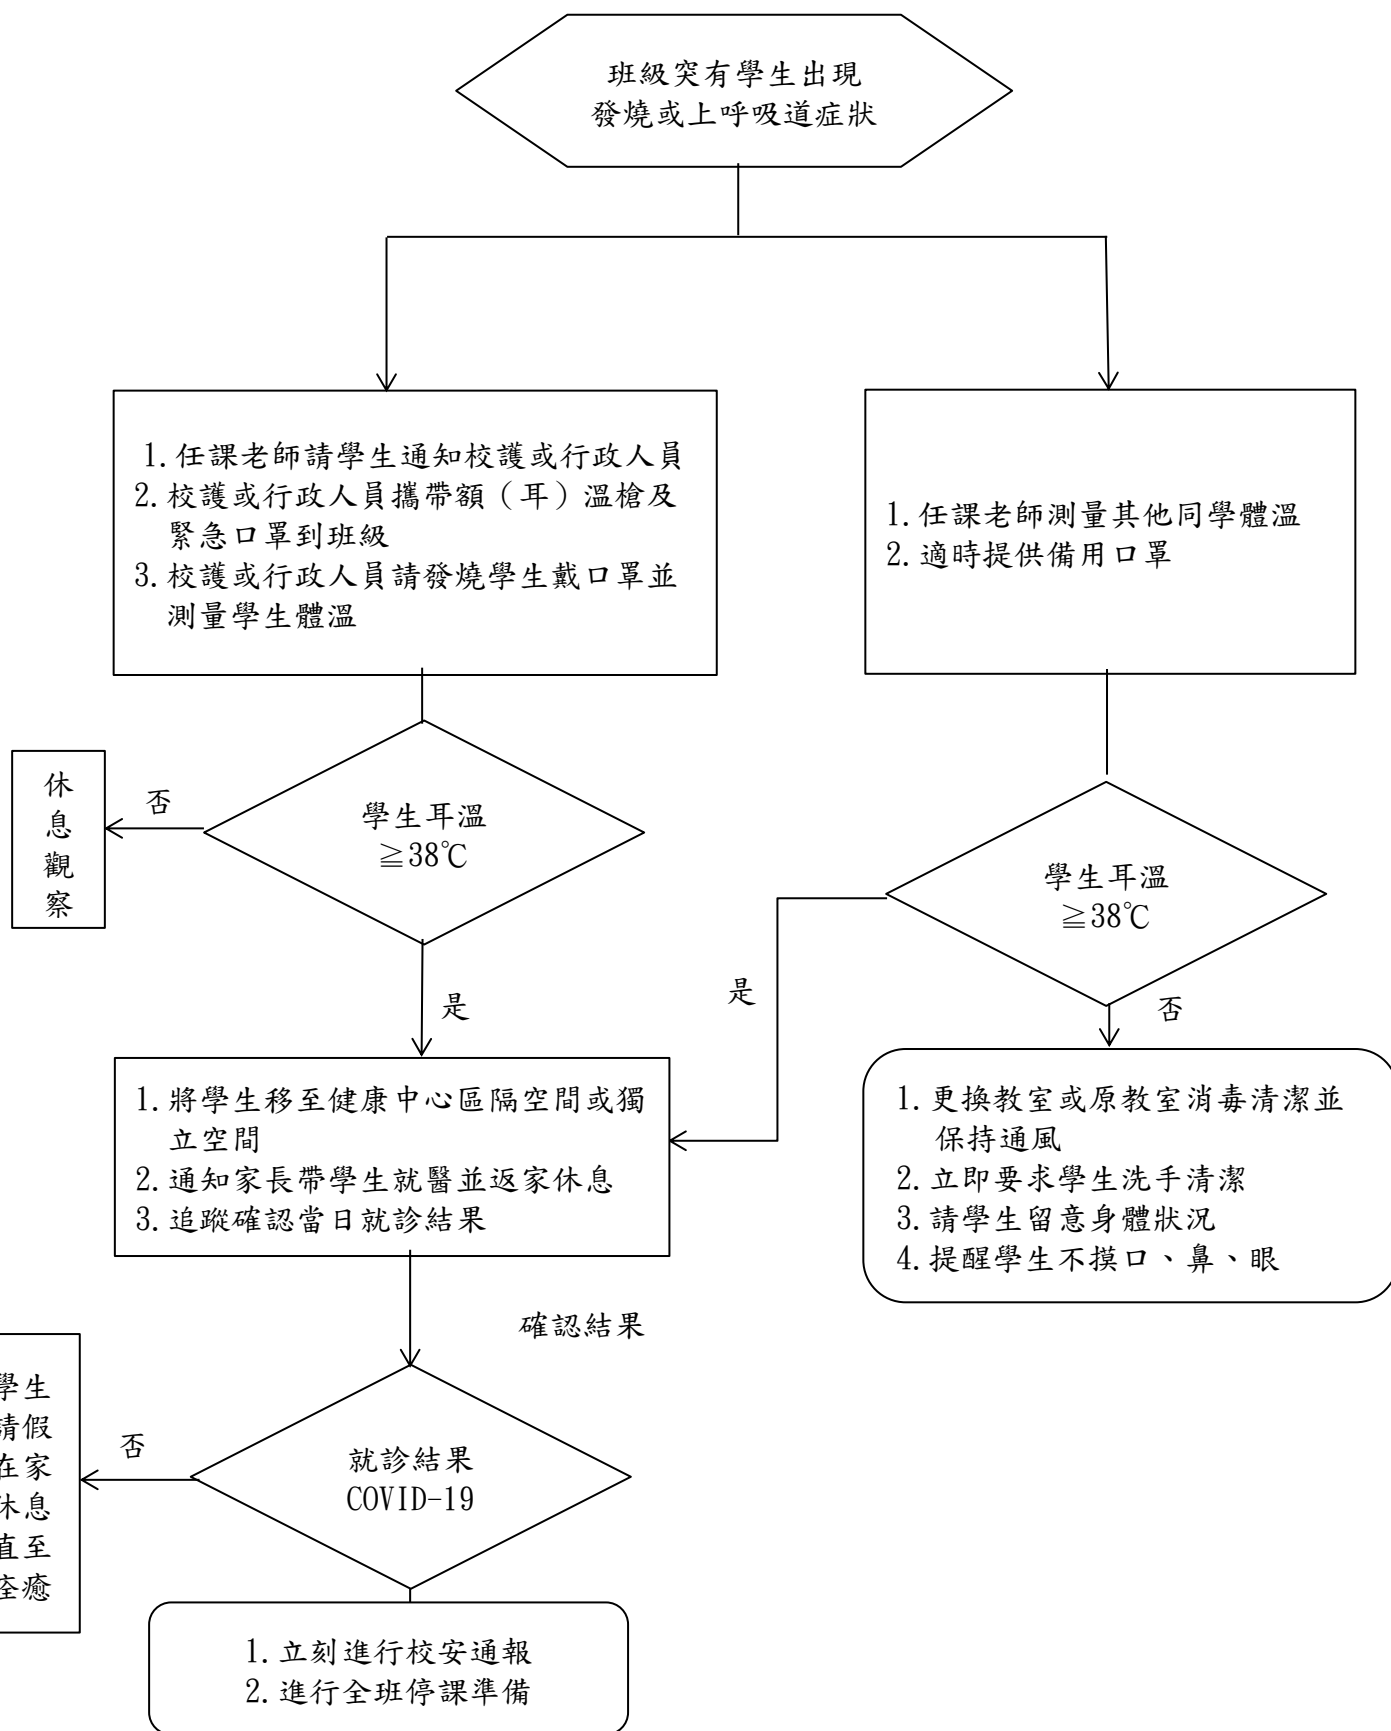 班級突有學生出現
發燒或上呼吸道症狀
1.任課老師請學生通知校護或行政人員
2.校護或行政人員攜帶額（耳）溫槍及
緊急口罩到班級
3.校護或行政人員請發燒學生戴口罩並
測量學生體溫
1.任課老師測量其他同學體溫
2.適時提供備用口罩
學生耳溫
≧38℃
否
休
息
觀
察
學生耳溫
≧38℃
是
是
否
1.將學生移至健康中心區隔空間或獨
立空間
2.通知家長帶學生就醫並返家休息
3.追蹤確認當日就診結果
1.更換教室或原教室消毒清潔並
保持通風
2.立即要求學生洗手清潔
3.請學生留意身體狀況
4.提醒學生不摸口、鼻、眼
確認結果
就診結果
COVID-19
否
學生
請假
在家
休息
直至
痊癒
1.立刻進行校安通報
2.進行全班停課準備